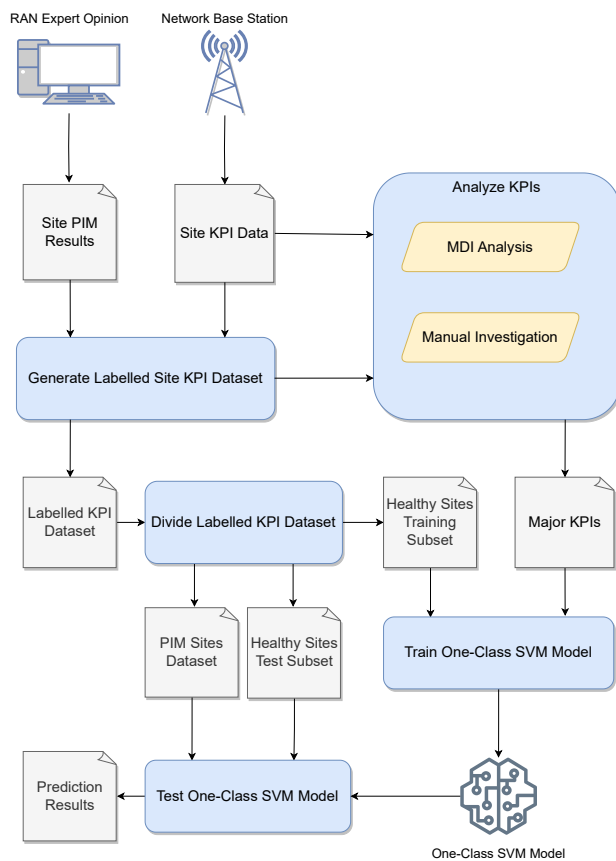 RAN Expert Opinion
Network Base Station
Site PIM
Results
Site KPI Data
Analyze KPIs
MDI Analysis
Manual Investigation
Generate Labelled Site KPI Dataset
Labelled KPI
Dataset
Divide Labelled KPI Dataset
Healthy Sites
Training
Subset
Major KPIs
PIM Sites
Dataset
Healthy Sites
Test Subset
Train One-Class SVM Model
Prediction
Results
Test One-Class SVM Model
One-Class SVM Model